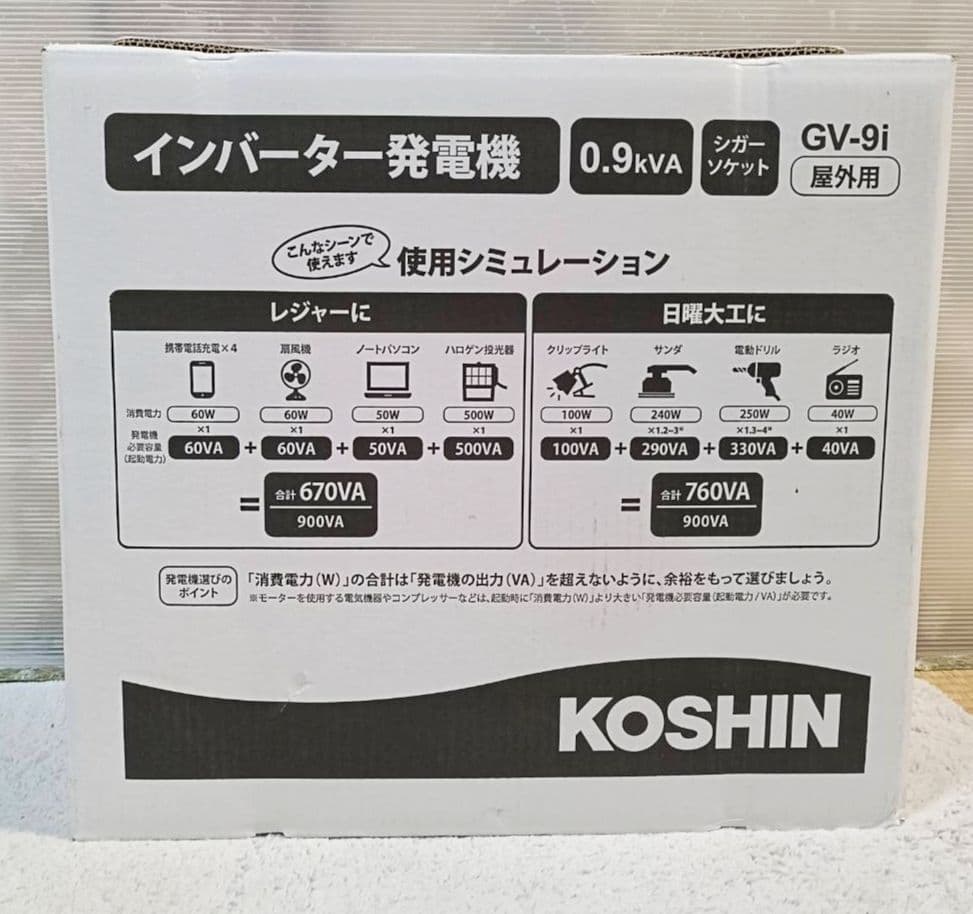 インバーター発電機
0.9kVA
シガー
ソケット
GV-9i
屋外用
こんなシーンで
使えます
使用シミュレーション
レジャーに
携帯電話充電×4 扇風機 ノートパソコン ハロゲン投光器
消費電力 60W 60W 50W 500W
×1 ×1 ×1 ×1
発電機
必要容量
(起動電力)
60VA + 60VA + 50VA + 500VA
= 合計 670VA
900VA
日曜大工に
クリップライト サンダ 電動ドリル ラジオ
100W 240W 250W 40W
×1 ×1.2~3※ ×1.3~4※ ×1
100VA + 290VA + 330VA + 40VA
= 合計 760VA
900VA
発電機選びの
ポイント
「消費電力(W)」の合計は「発電機の出力(VA)」を超えないように、余裕をもって選びましょう。
※モーターを使用する電気機器やコンプレッサーなどは、起動時に「消費電力(W)」より大きい「発電機必要容量(起動電力/VA)」が必要です。
KOSHIN